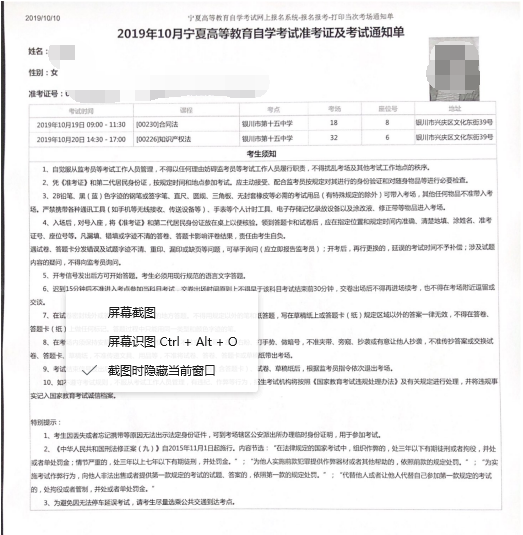 2019/10/10
宁夏高等教育自学考试网上报名系统-报名报考-打印当次考场通知单
2019年10月宁夏高等教育自学考试准考证及考试通知单
姓名：
性别：女
准考证号：
考试时间 课程 考点 考场 座位号 地址
2019年10月19日 09:00 - 11:30 [00230]合同法 银川市第十五中学 18 8 银川市兴庆区文化东街39号
2019年10月20日 14:30 - 17:00 [00226]知识产权法 银川市第十五中学 32 6 银川市兴庆区文化东街39号
考生须知
1、自觉服从监考员等考试工作人员管理，不得以任何理由妨碍监考员等考试工作人员履行职责，不得扰乱考场及其他考试工作地点的秩序。
2、凭《准考证》和第二代居民身份证，按规定时间和地点参加考试。应主动接受、配合监考员按规定对其进行的身份验证和对随身物品等进行必要检查。
3、2B铅笔、黑（蓝）色字迹的钢笔或签字笔、直尺、圆规、三角板、无封套橡皮等必需的考试用品（有特殊规定的除外）可带入考场，其他任何物品不准带入考
场。严禁携带各种通讯工具（如手机等无线接收、传送设备等）、手表等个人计时工具、电子存储记忆录放设备以及涂改液、修正带等物品进入考场。
4、入场后，对号入座，将《准考证》和第二代居民身份证放在桌上以便核验。领到答题卡和试卷后，应在指定位置和规定时间内准确、清楚地填、涂姓名、准考证
号、座位号等。凡漏填、错填或字迹不清的答卷、答题卡影响评卷结果，责任由考生自负。
遇试卷、答题卡分发错误及试题字迹不清、重印、漏印或缺页等问题，可举手询问（应立即报告监考员）；开考后，再行更换的，延误的考试时间不予补偿；涉及试题
内容的疑问，不得向监考员询问。
5、开考信号发出后方可开始答题。考生必须用现行规范的语言文字答题。
6、迟到15分钟后不准进入考点参加当科目考试，交卷出场时间原则上不得早于该科目考试结束前30分钟，交卷出场后不得再进场续考，也不得在考场附近逗留或
交谈。
7、在试 纸答题，写在草稿纸上或答题卡（纸）规定区域以外的答案一律无效，不得在答卷、
答题卡（纸
8、在考 打手势、做暗号，不准夹带、旁窥、抄袭或有意让他人抄袭，不准传抄答案或交换试
卷、答题卡、 纸带出考场。
9、考试 试卷、草稿纸后，根据监考员指令依次退出考场。
10、如不 生考试机构将按照《国家教育考试违规处理办法》及有关规定进行处理，并将违规事
实记入国家教育考试诚信档案。
屏幕截图
屏幕识图 Ctrl + Alt + O
截图时隐藏当前窗口
特别提示：
1、考生因丢失或者忘记携带等原因无法出示法定身份证件，可到考场辖区公安派出所办理临时身份证明，用于参加考试。
2、《中华人民共和国刑法修正案（九）》自2015年11月1日起施行。内容节选：“在法律规定的国家考试中，组织作弊的，处三年以下有期徒刑或者拘役，并处
或者单处罚金；情节严重的，处三年以上七年以下有期徒刑，并处罚金。”；“为他人实施前款犯罪提供作弊器材或者其他帮助的，依照前款的规定处罚。”；“为实
施考试作弊行为，向他人非法出售或者提供第一款规定的考试的试题、答案的，依照第一款的规定处罚。”；“代替他人或者让他人代替自己参加第一款规定的考试
的，处拘役或者管制，并处或者单处罚金。”
3、为避免因无法停车延误考试，请考生尽量选乘公共交通到达考点。